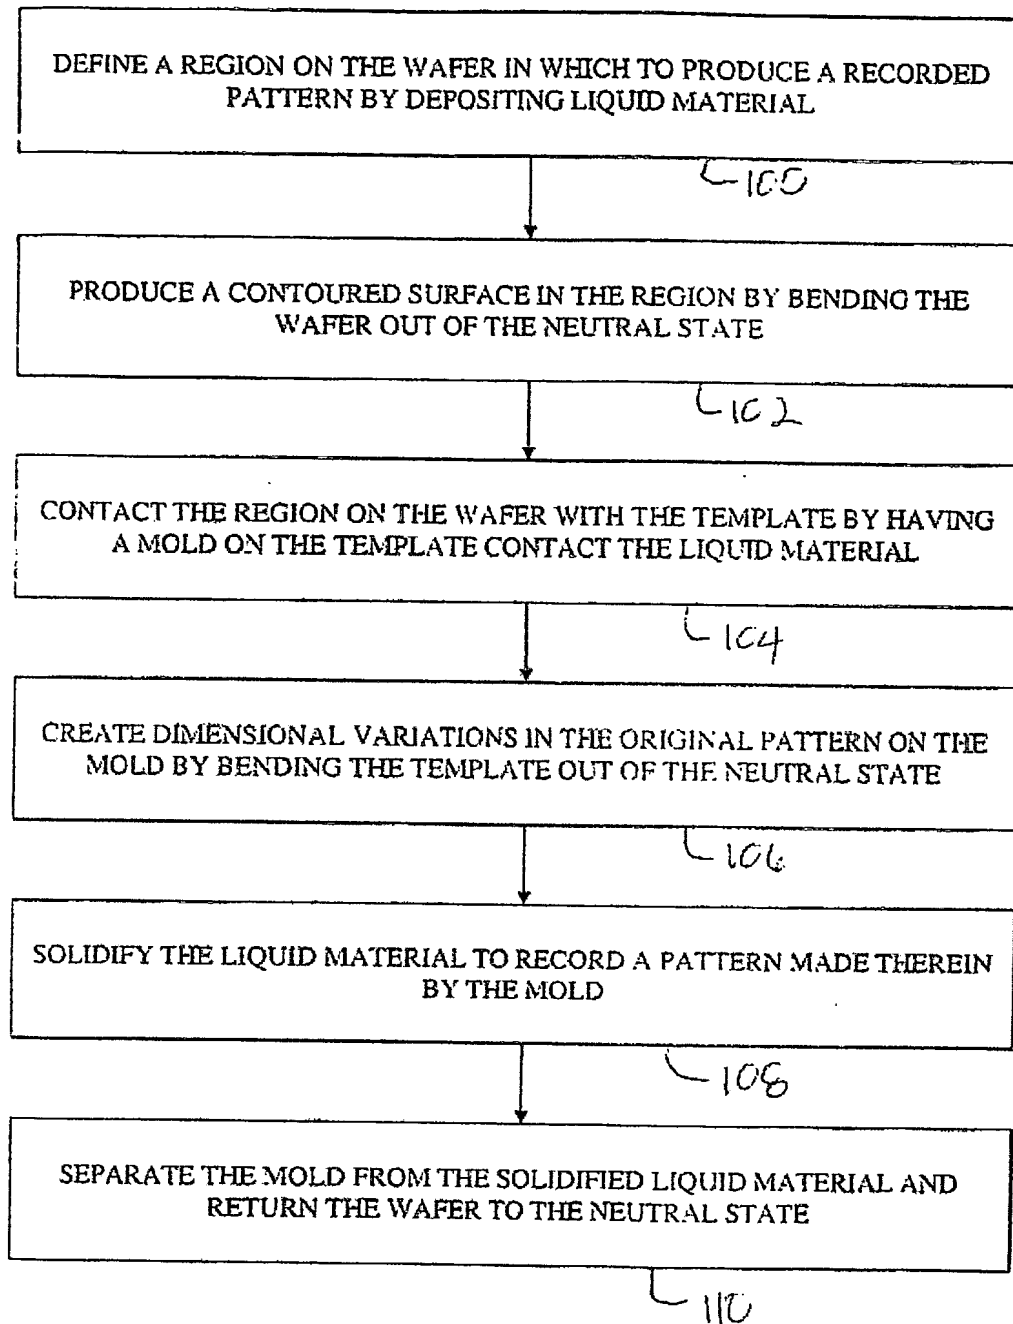 DEFINE A REGION ON THE WAFER IN WHICH TO PRODUCE A RECORDED
PATTERN BY DEPOSITING LIQUID MATERIAL
100
PRODUCE A CONTOURED SURFACE IN THE REGION BY BENDING THE
WAFER OUT OF THE NEUTRAL STATE
102
CONTACT THE REGION ON THE WAFER WITH THE TEMPLATE BY HAVING
A MOLD ON THE TEMPLATE CONTACT THE LIQUID MATERIAL
104
CREATE DIMENSIONAL VARIATIONS IN THE ORIGINAL PATTERN ON THE
MOLD BY BENDING THE TEMPLATE OUT OF THE NEUTRAL STATE
106
SOLIDIFY THE LIQUID MATERIAL TO RECORD A PATTERN MADE THEREIN
BY THE MOLD
108
SEPARATE THE MOLD FROM THE SOLIDIFIED LIQUID MATERIAL AND
RETURN THE WAFER TO THE NEUTRAL STATE
110